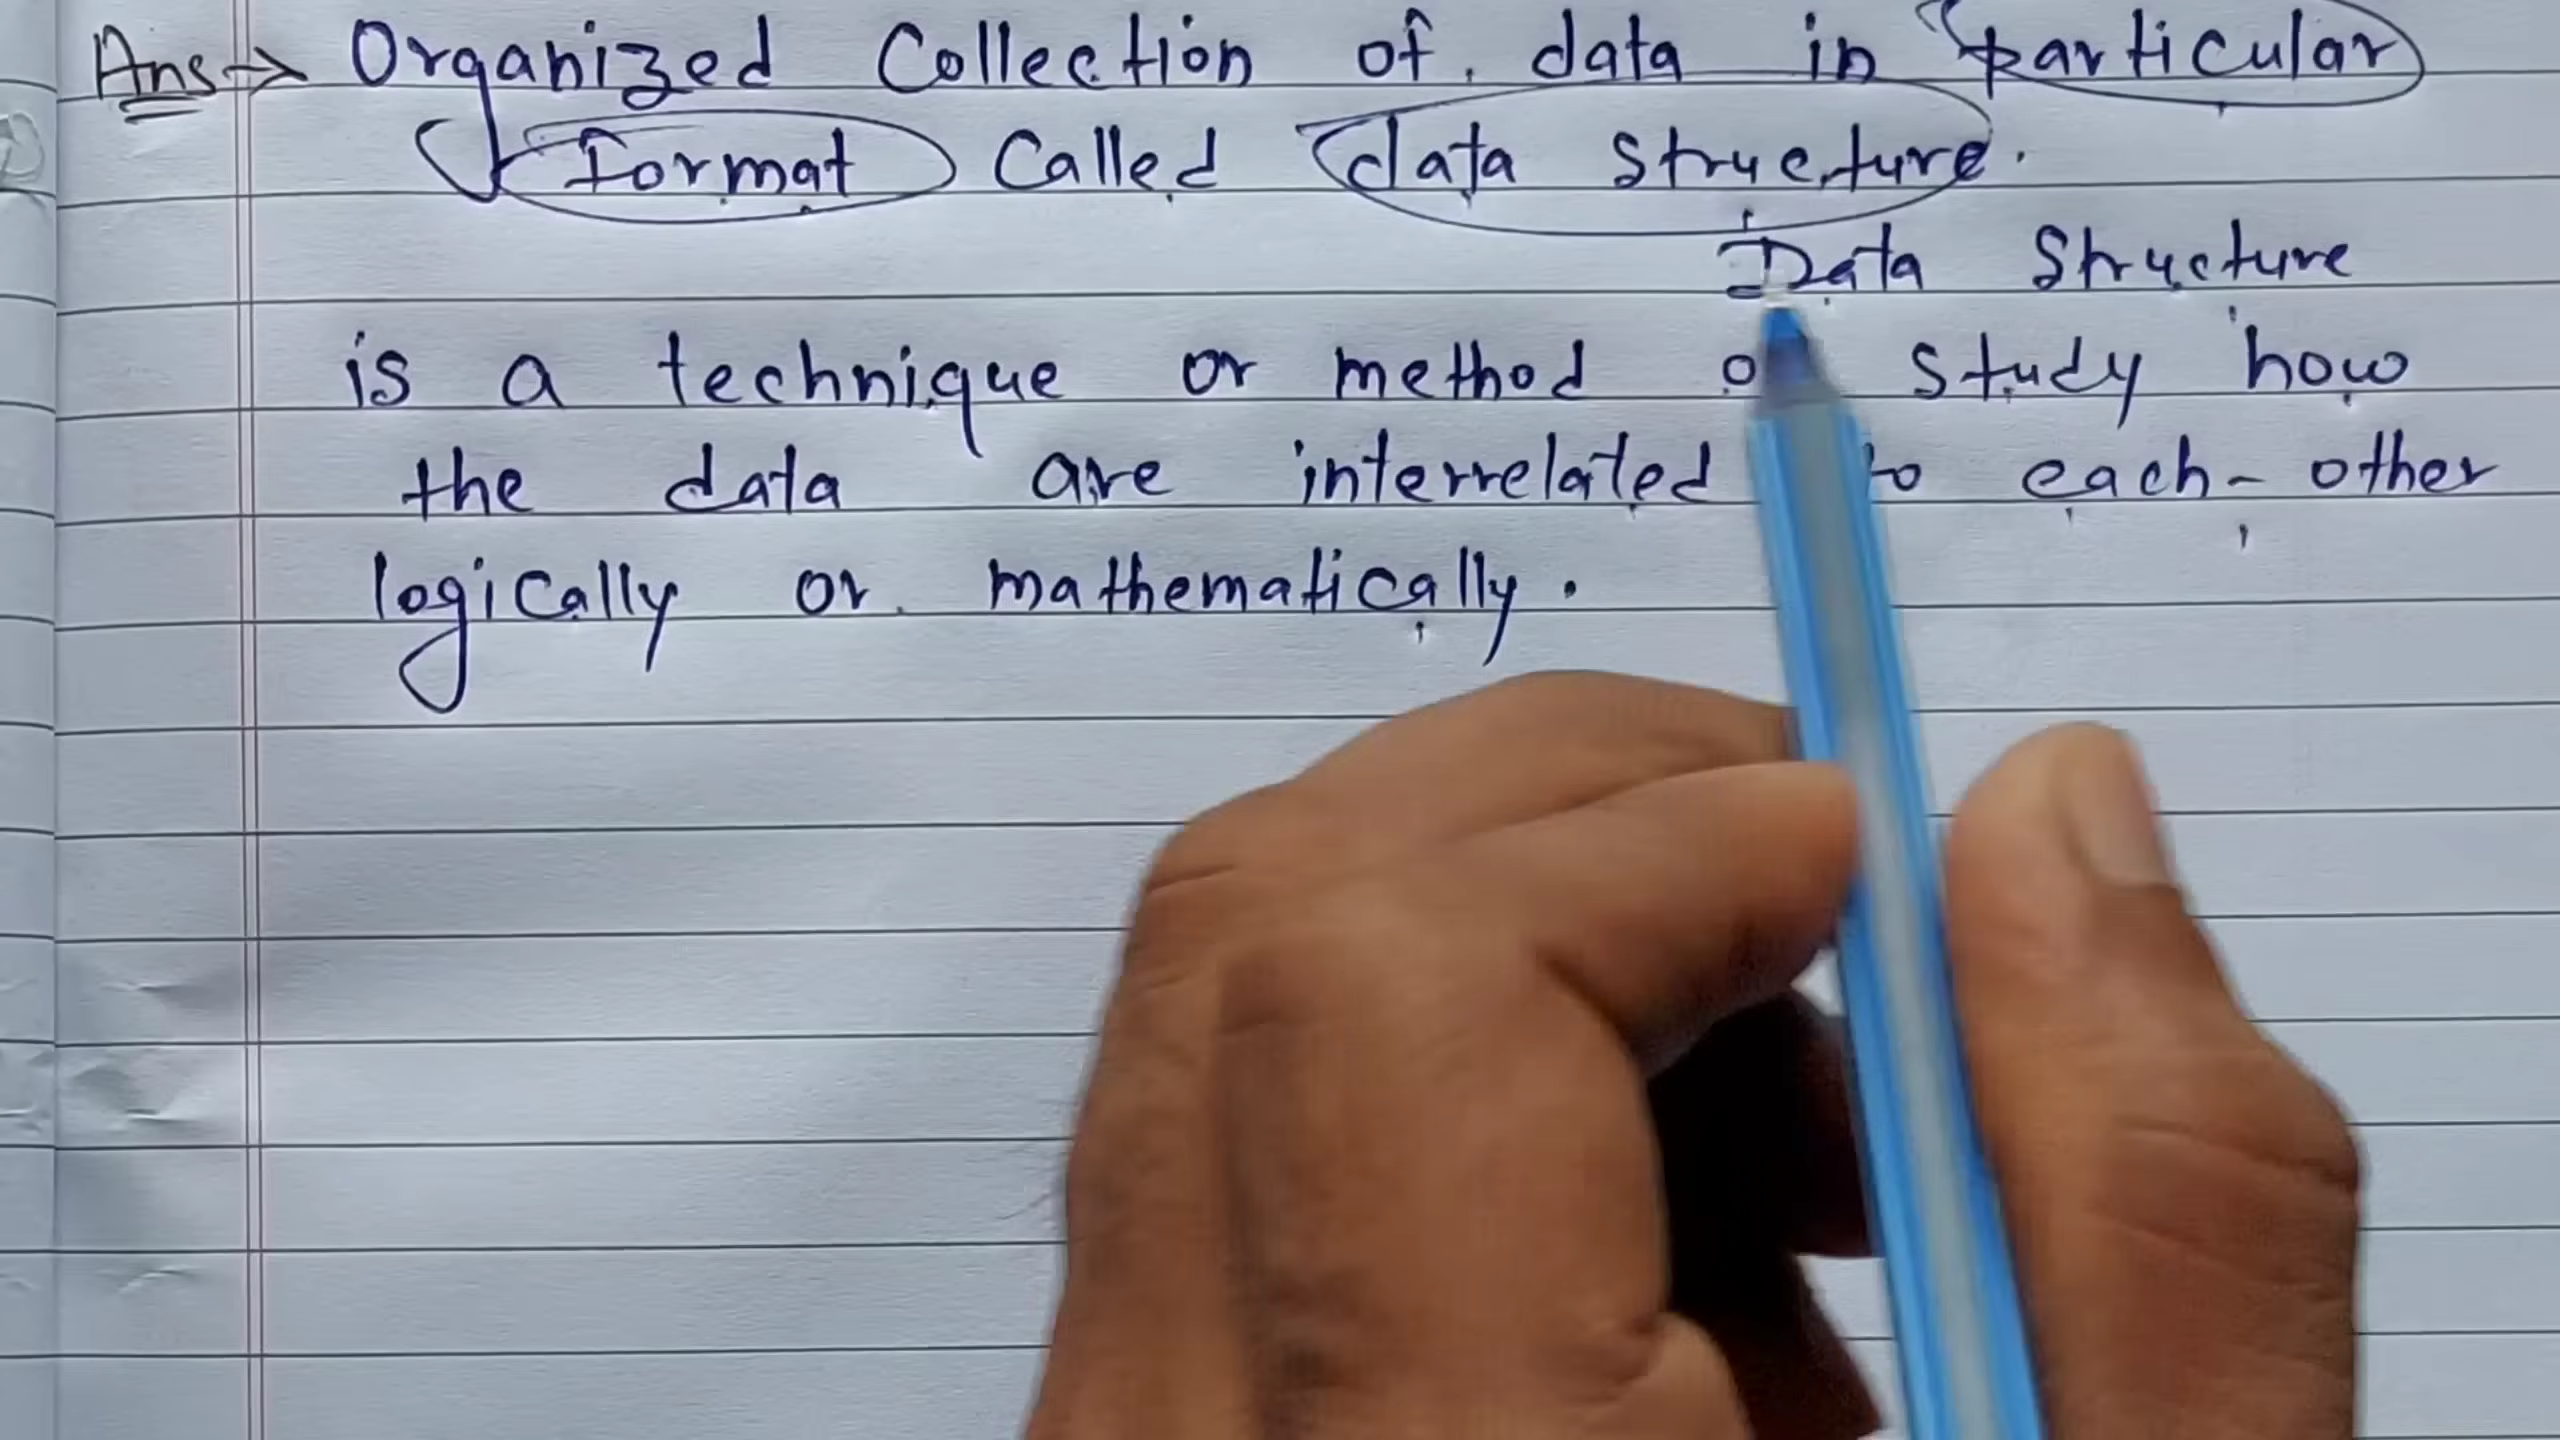 Ans→ Organized Collection of data in particular
Format Called data structure.
Data Structure
is a technique or method study how
the data are interrelated to each-other
logically or mathematically.